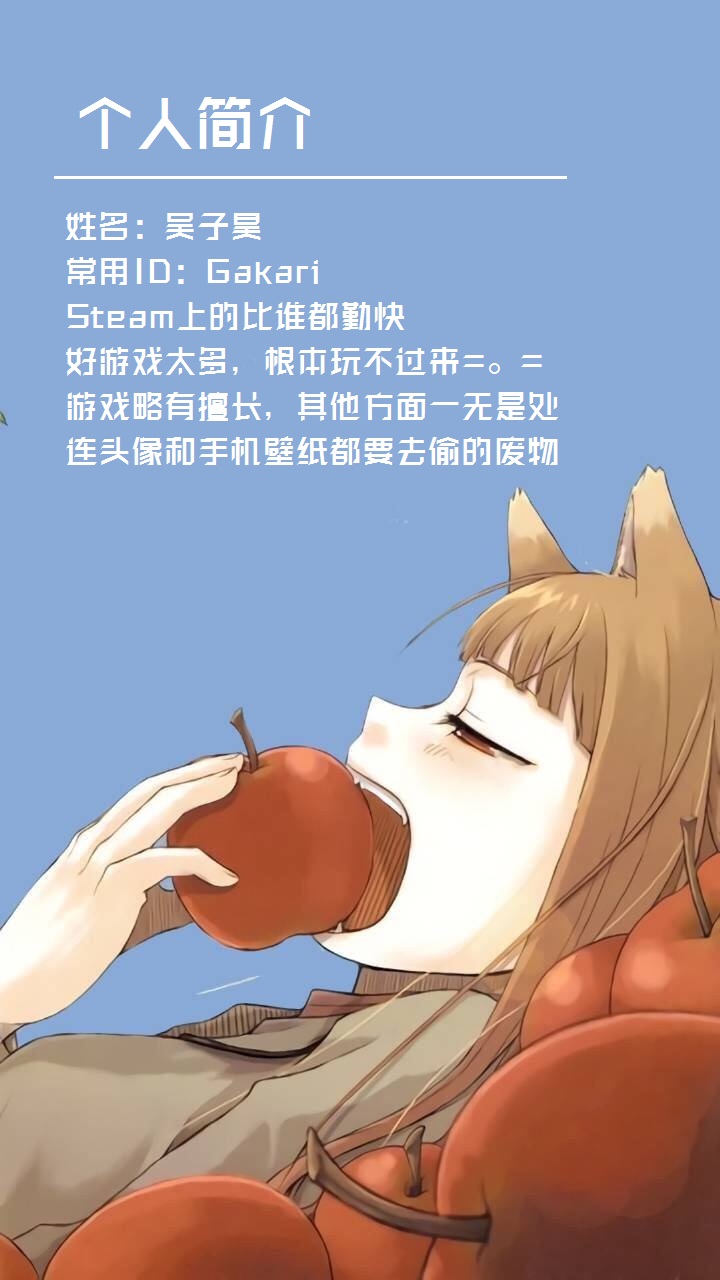 个人简介
姓名：吴子昊
常用ID：Gakari
Steam上的比谁都勤快
好游戏太多，根本玩不过来=。=
游戏略有擅长，其他方面一无是处
连头像和手机壁纸都要去偷的废物